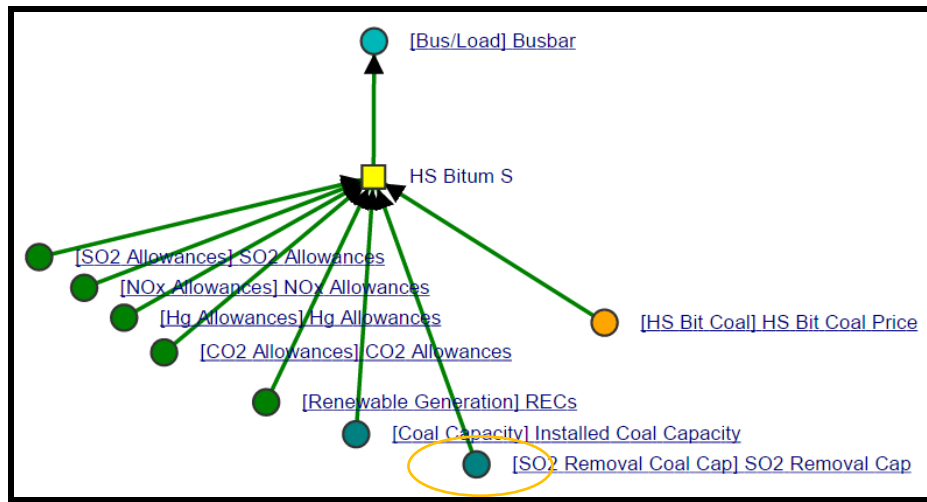 [Bus/Load] Busbar
HS Bitum S
[SO2 Allowances] SO2 Allowances
[NOx Allowances] NOx Allowances
[Hg Allowances] Hg Allowances
[HS Bit Coal] HS Bit Coal Price
[CO2 Allowances] CO2 Allowances
[Renewable Generation] RECs
[Coal Capacity] Installed Coal Capacity
[SO2 Removal Coal Cap] SO2 Removal Cap